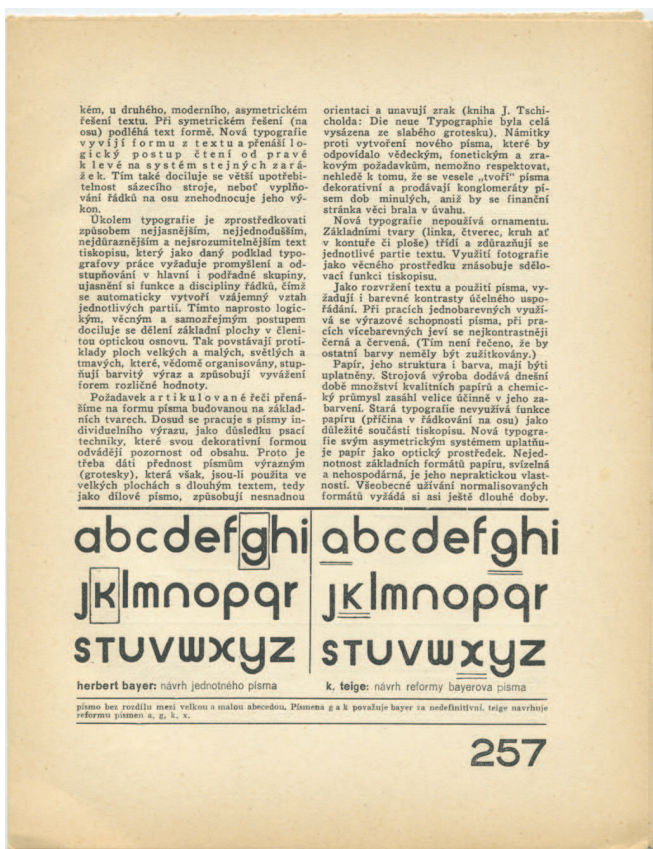 kém, u druhého, moderního, asymetrickém
řešení textu. Při symetrickém řešení (na
osu) podléhá text formě. Nová typografie
vyvíjí formu z textu a přenáší lo-
gický postup čtení od pravé
k levé na systém stejných zará-
žek. Tím také dociluje se větší upotřebi-
telnost sázecího stroje, neboť vyplňo-
vání řádků na osu znehodnocuje jeho vý-
kon.
Úkolem typografie je zprostředkovati
způsobem nejjasnějším, nejjednodušším,
nejdůraznějším a nejsrozumitelnějším text
tiskopisu, který jako daný podklad typo-
grafovy práce vyžaduje promyšlení a od-
stupňování v hlavní i podřadné skupiny,
ujasnění si funkce a disciplíny řádků, čímž
se automaticky vytvoří vzájemný vztah
jednotlivých partií. Tímto naprosto logic-
kým, věcným a samozřejmým postupem
dociluje se dělení základní plochy v členi-
tou optickou osnovu. Tak povstávají proti-
klady ploch velkých a malých, světlých a
tmavých, které, vědomě organisovány, stup-
ňují barvitý výraz a způsobují vyvážení
forem rozličné hodnoty.
Požadavek artikulované řeči přená-
šíme na formu písma budovanou na základ-
ních tvarech. Dosud se pracuje s písmy in-
dividuelního výrazu, jako důsledku psací
techniky, které svou dekorativní formou
odvádějí pozornost od obsahu. Proto je
třeba dáti přednost písmům výrazným
(grotesky), která však, jsou-li použita ve
velkých plochách s dlouhým textem, tedy
jako dílové písmo, způsobují nesnadnou
orientaci a unavují zrak (kniha J. Tschi-
cholda: Die neue Typographie byla celá
vysázena ze slabého grotesku). Námitky
proti vytvoření nového písma, které by
odpovídalo vědeckým, fonetickým a zra-
kovým požadavkům, nemožno respektovat,
nehledě k tomu, že se vesele „tvoří" písma
dekorativní a prodávají konglomeráty pí-
sem dob minulých, aniž by se finanční
stránka věci brala v úvahu.
Nová typografie nepoužívá ornamentu.
Základními tvary (linka, čtverec, kruh ať
v kontuře či ploše) třídí a zdůrazňují se
jednotlivé partie textu. Využití fotografie
jako věcného prostředku znásobuje sdělo-
vací funkci tiskopisu.
Jako rozvržení textu a použití písma, vy-
žadují i barevné kontrasty účelného uspo-
řádání. Při pracích jednobarevných využí-
vá se výrazové schopnosti písma, při pra-
cích vícebarevných jeví se nejkontrastněji
černá a červená. (Tím není řečeno, že by
ostatní barvy neměly být zužitkovány.)
Papír, jeho struktura i barva, mají býti
uplatněny. Strojová výroba dodává dnešní
době množství kvalitních papírů a chemic-
ký průmysl zasáhl velice účinně v jeho za-
barvení. Stará typografie nevyužívá funkce
papíru (příčina v řádkování na osu) jako
důležité součásti tiskopisu. Nová typogra-
fie svým asymetrickým systémem uplatňu-
je papír jako optický prostředek. Nejed-
notnost základních formátů papíru, svízelná
a nehospodárná, je jeho nepraktickou vlast-
ností. Všeobecné užívání normalisovaných
formátů vyžádá si asi ještě dlouhé doby.
abcdefghi
jklmnopqr
stuvwxyz
herbert bayer: návrh jednotného písma
abcdefghi
jklmnopqr
stuvwxyz
k. teige: návrh reformy bayerova písma
písmo bez rozdílu mezi velkou a malou abecedou. Písmena g a k považuje bayer za nedefinitivní. teige navrhuje
reformu písmen a, g, k, x.
257